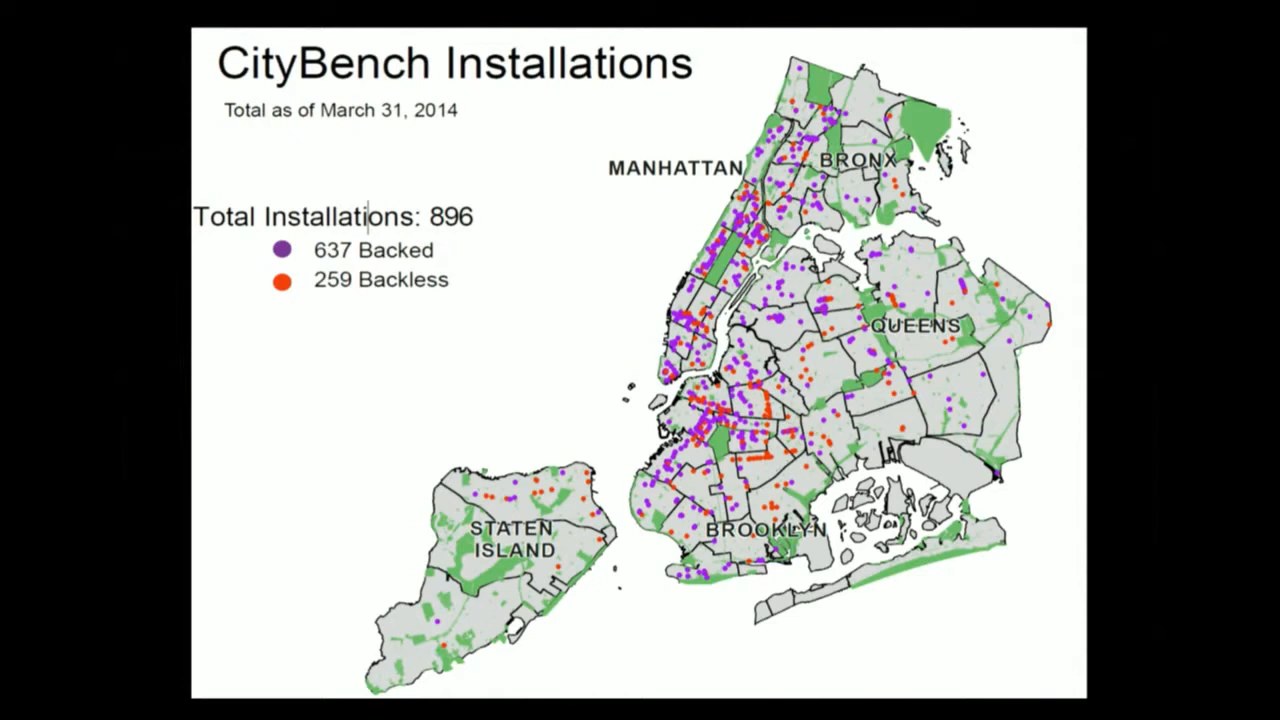 CityBench Installations
Total as of March 31, 2014
MANHATTAN
BRONX
Total Installations: 896
637 Backed
259 Backless
QUEENS
STATEN
ISLAND
BROOKLYN